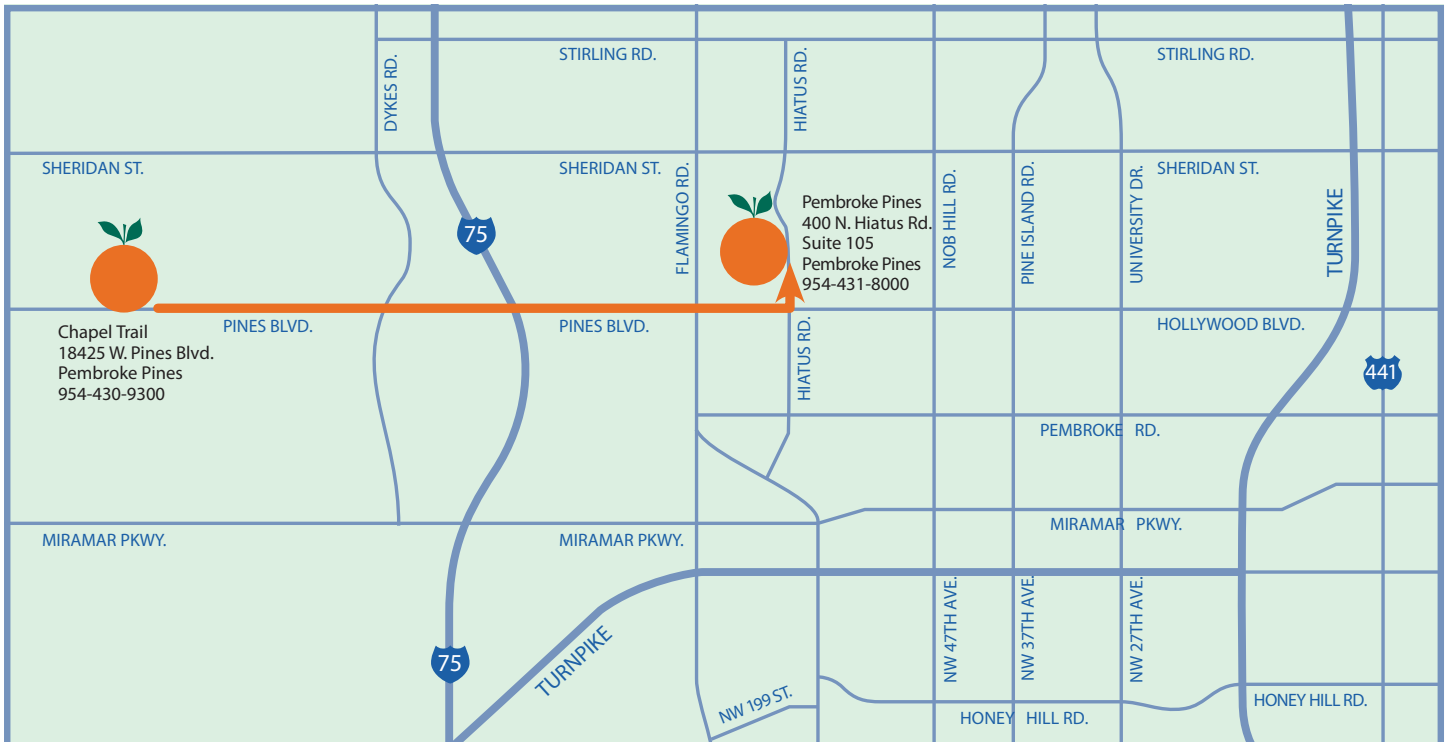 STIRLING RD.
STIRLING RD.
DYKES RD.
HIATUS RD.
SHERIDAN ST.
SHERIDAN ST.
SHERIDAN ST.
FLAMINGO RD.
NOB HILL RD.
PINE ISLAND RD.
UNIVERSITY DR.
TURNPIKE
75
Pembroke Pines
400 N. Hiatus Rd.
Suite 105
Pembroke Pines
954-431-8000
PINES BLVD.
PINES BLVD.
HOLLYWOOD BLVD.
Chapel Trail
18425 W. Pines Blvd.
Pembroke Pines
954-430-9300
HIATUS RD.
441
PEMBROKE RD.
MIRAMAR PKWY.
MIRAMAR PKWY.
MIRAMAR PKWY.
NW 47TH AVE.
NW 37TH AVE.
NW 27TH AVE.
75
TURNPIKE
NW 199 ST.
HONEY HILL RD.
HONEY HILL RD.